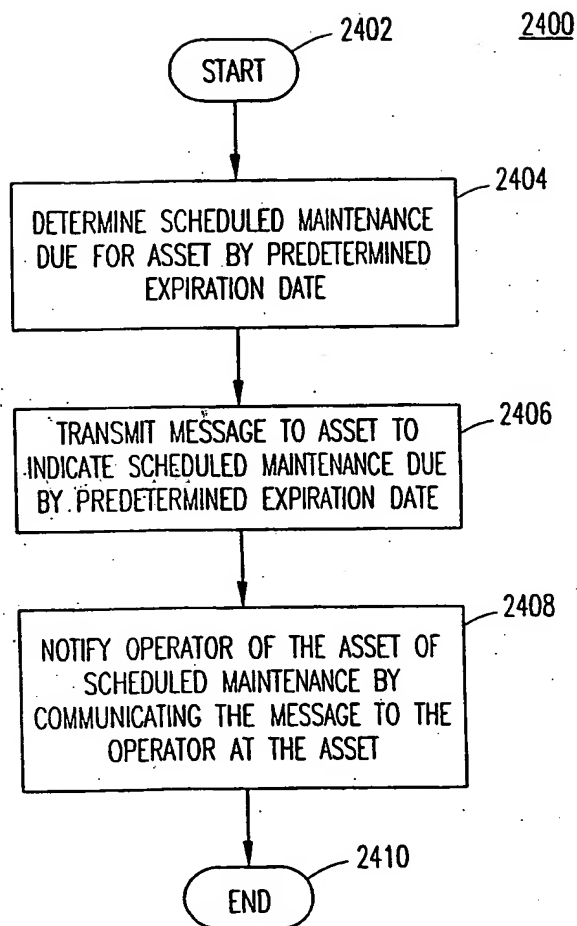 2402
2400
START
2404
DETERMINE SCHEDULED MAINTENANCE
DUE FOR ASSET BY PREDETERMINED
EXPIRATION DATE
2406
TRANSMIT MESSAGE TO ASSET TO
INDICATE SCHEDULED MAINTENANCE DUE
BY PREDETERMINED EXPIRATION DATE
2408
NOTIFY OPERATOR OF THE ASSET OF
SCHEDULED MAINTENANCE BY
COMMUNICATING THE MESSAGE TO THE
OPERATOR AT THE ASSET
2410
END